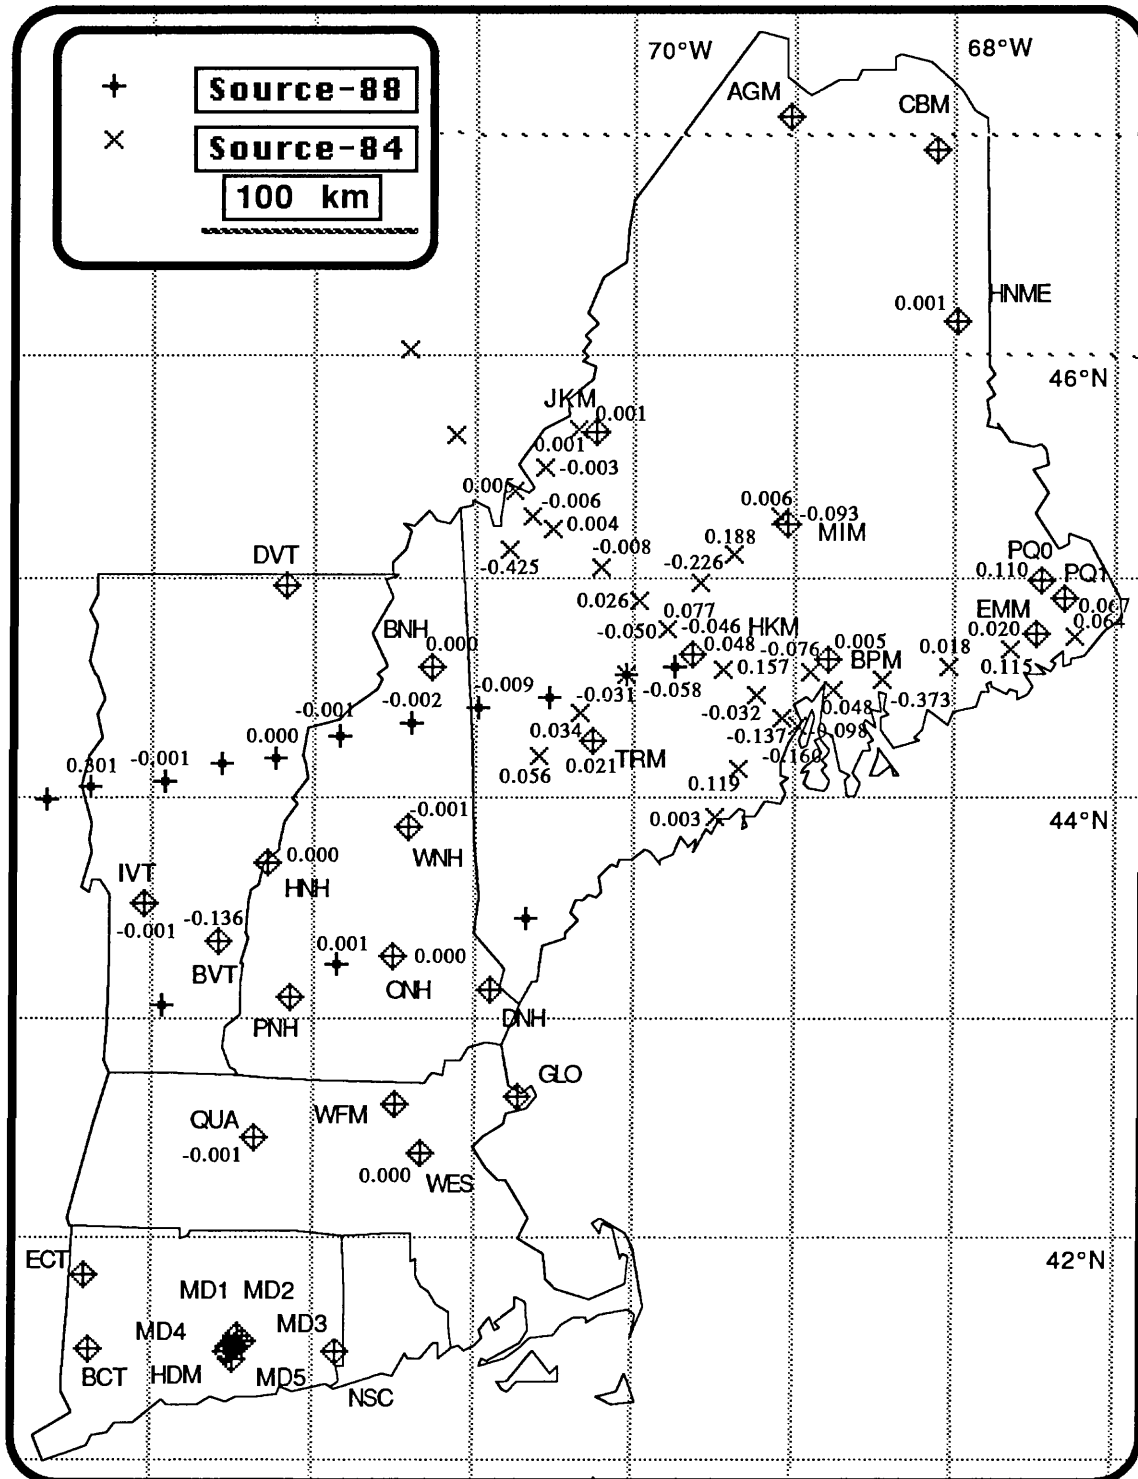 70°W
68°W
Source-88
Source-84
100 km
AGM
CBM
HNME
0.001
46°N
JKM
0.001
0.001
-0.003
0.005
-0.006
0.004
0.006
-0.093
MIM
-0.425
-0.008
0.188
-0.226
DVT
PQ0
0.110
PQ1
0.067
0.064
EMM
0.020
0.115
0.026
0.077
-0.050
-0.046
HKM
0.048
BNH
0.000
-0.076
0.005
BPM
0.018
0.157
-0.373
-0.009
-0.058
-0.031
-0.002
-0.001
0.048
-0.032
-0.098
-0.137
-0.160
0.034
0.021
TRM
0.056
0.000
-0.001
0.301
0.119
0.003
44°N
-0.001
WNH
0.000
HNH
IVT
-0.001
-0.136
BVT
0.001
0.000
ONH
PNH
DNH
GLO
WFM
QUA
-0.001
0.000
WES
ECT
42°N
MD1 MD2
MD4
MD3
BCT
HDM
MD5
NSC